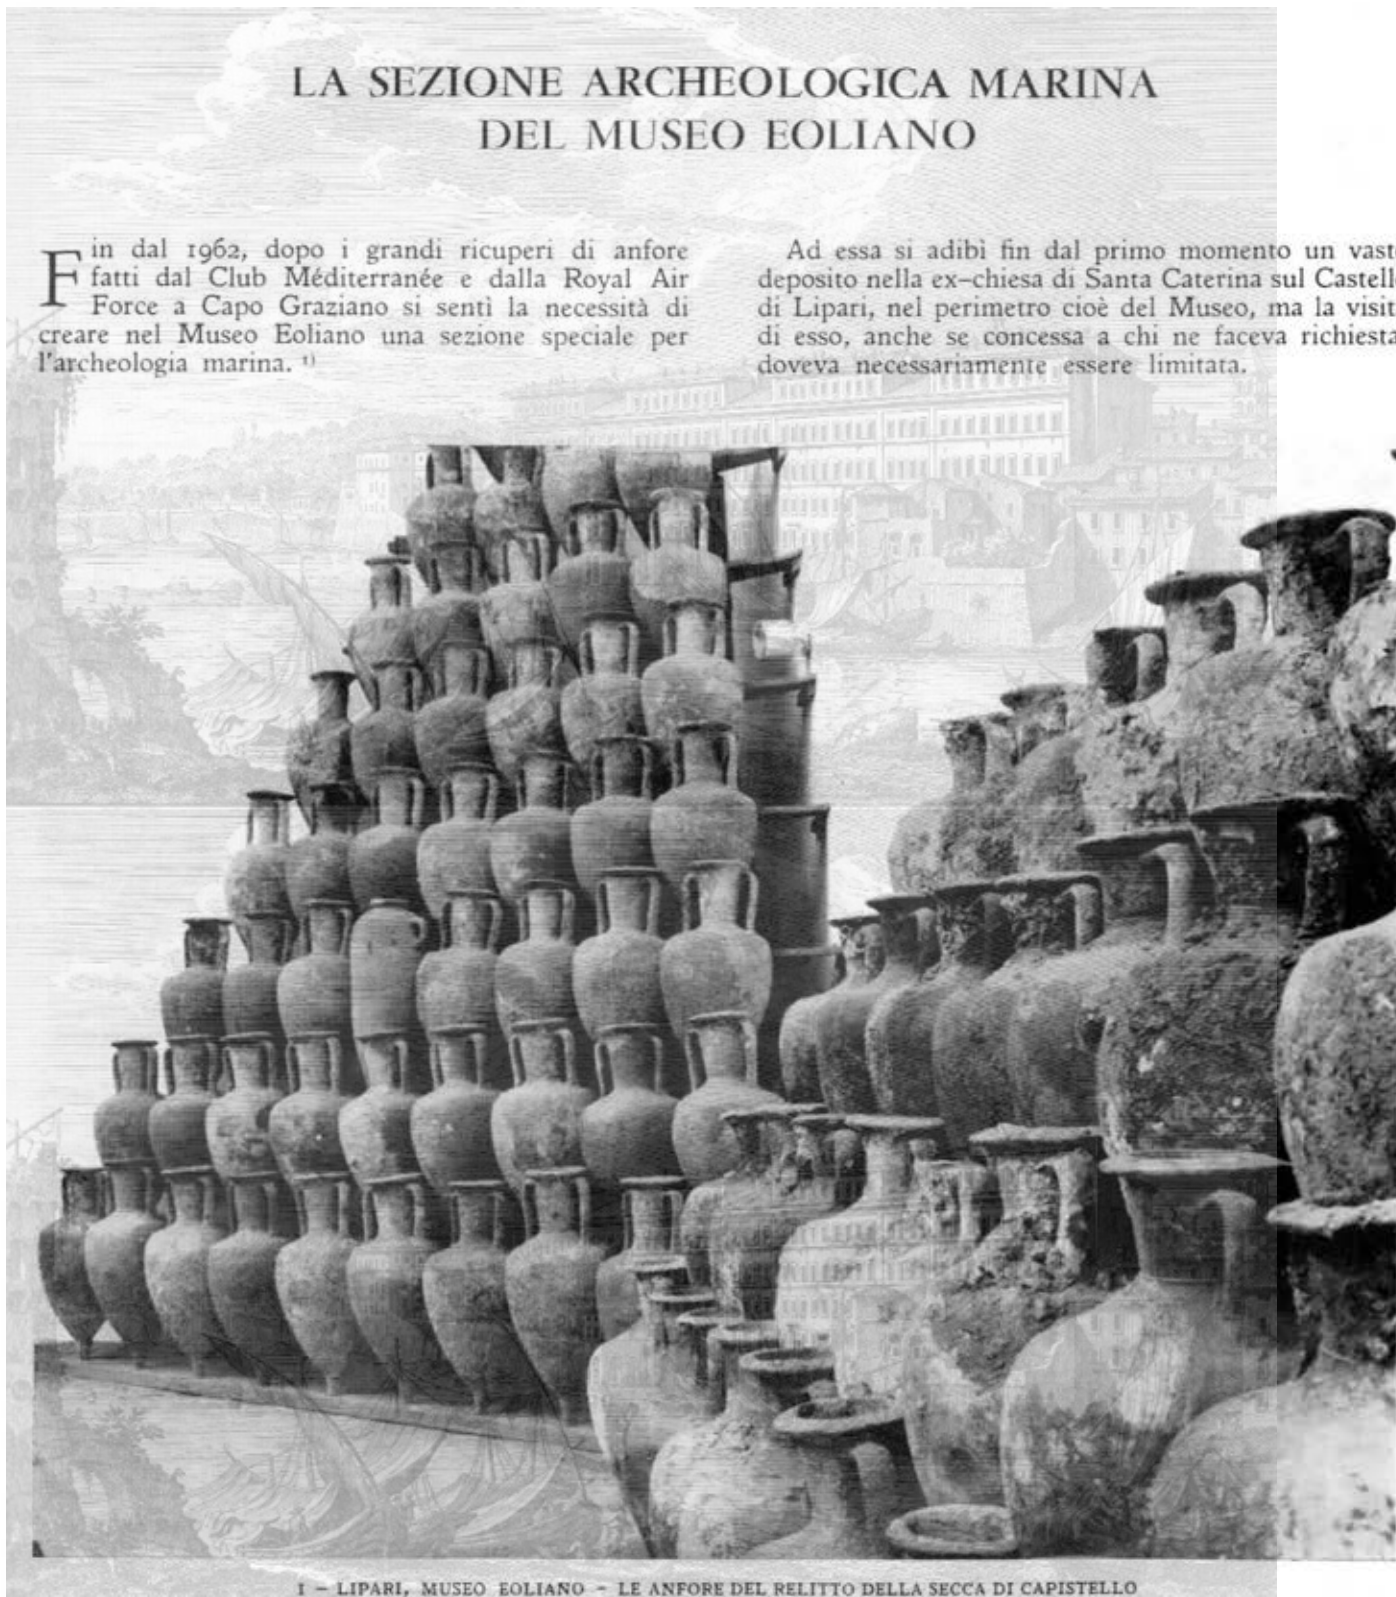 LA SEZIONE ARCHEOLOGICA MARINA
DEL MUSEO EOLIANO
Fin dal 1962, dopo i grandi ricuperi di anfore
fatti dal Club Méditerranée e dalla Royal Air
Force a Capo Graziano si sentì la necessità di
creare nel Museo Eoliano una sezione speciale per
l'archeologia marina. 1)
Ad essa si adibì fin dal primo momento un vast
deposito nella ex-chiesa di Santa Caterina sul Castell
di Lipari, nel perimetro cioè del Museo, ma la visit
di esso, anche se concessa a chi ne faceva richiesta
doveva necessariamente essere limitata.
1 – LIPARI, MUSEO EOLIANO – LE ANFORE DEL RELITTO DELLA SECCA DI CAPISTELLO